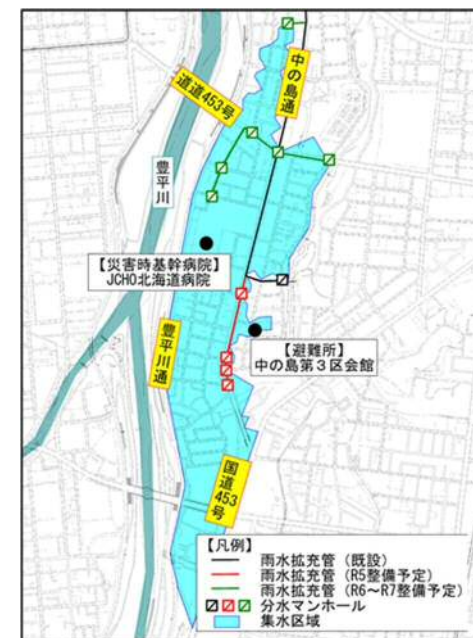 中の島通
道道453号
豊平川
【災害時基幹病院】
JCHO北海道病院
【避難所】
中の島第3区会館
豊平川通
国道453号
【凡例】
雨水拡充管(既設)
雨水拡充管(R5整備予定)
雨水拡充管(R6~R7整備予定)
分水マンホール
集水区域